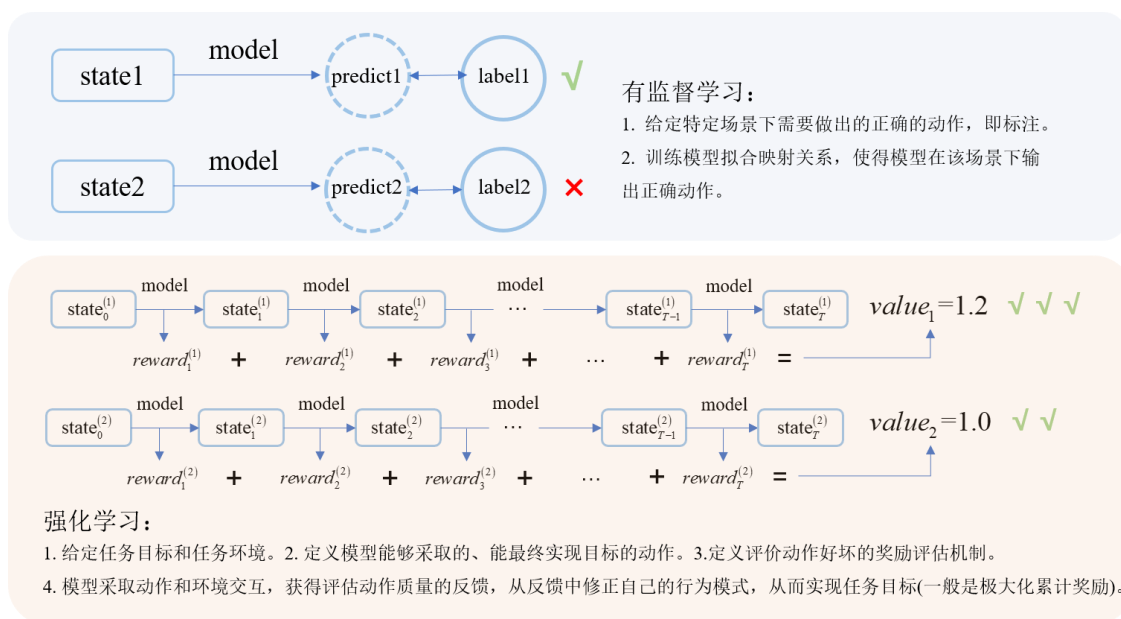 model
state1 predict1 label1 √
有监督学习：
1. 给定特定场景下需要做出的正确的动作，即标注。
2. 训练模型拟合映射关系，使得模型在该场景下输
出正确动作。
model
state2 predict2 label2 ×
model model model model
state₀⁽¹⁾ state₁⁽¹⁾ state₂⁽¹⁾ ... state_{T-1}⁽¹⁾ state_T⁽¹⁾ value₁=1.2 √ √ √
reward₁⁽¹⁾ + reward₂⁽¹⁾ + reward₃⁽¹⁾ + ... + reward_T⁽¹⁾ =
model model model model
state₀⁽²⁾ state₁⁽²⁾ state₂⁽²⁾ ... state_{T-1}⁽²⁾ state_T⁽²⁾ value₂=1.0 √ √
reward₁⁽²⁾ + reward₂⁽²⁾ + reward₃⁽²⁾ + ... + reward_T⁽²⁾ =
强化学习：
1. 给定任务目标和任务环境。2. 定义模型能够采取的、能最终实现目标的动作。3.定义评价动作好坏的奖励评估机制。
4. 模型采取动作和环境交互，获得评估动作质量的反馈，从反馈中修正自己的行为模式，从而实现任务目标(一般是极大化累计奖励)。